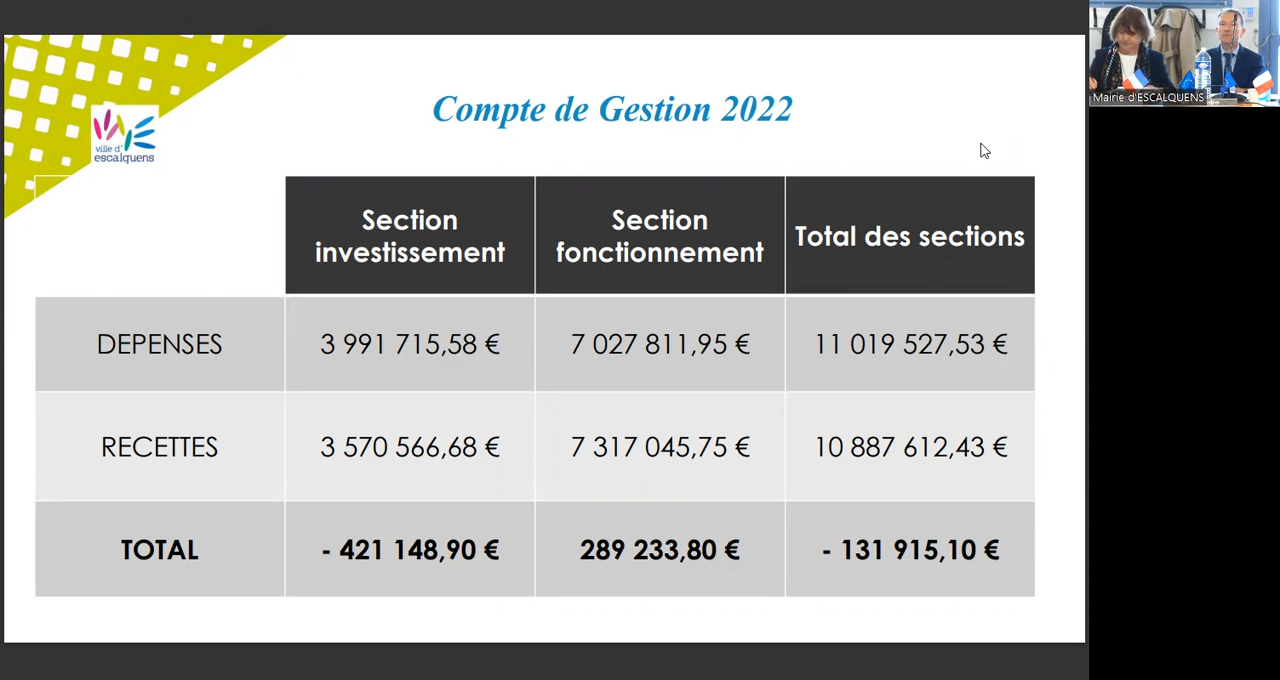 Compte de Gestion 2022
ville d'
escalquens
Section
investissement
Section
fonctionnement
Total des sections
DEPENSES
3 991 715,58 €
7 027 811,95 €
11 019 527,53 €
RECETTES
3 570 566,68 €
7 317 045,75 €
10 887 612,43 €
TOTAL
- 421 148,90 €
289 233,80 €
- 131 915,10 €
Mairie d'ESCALQUENS